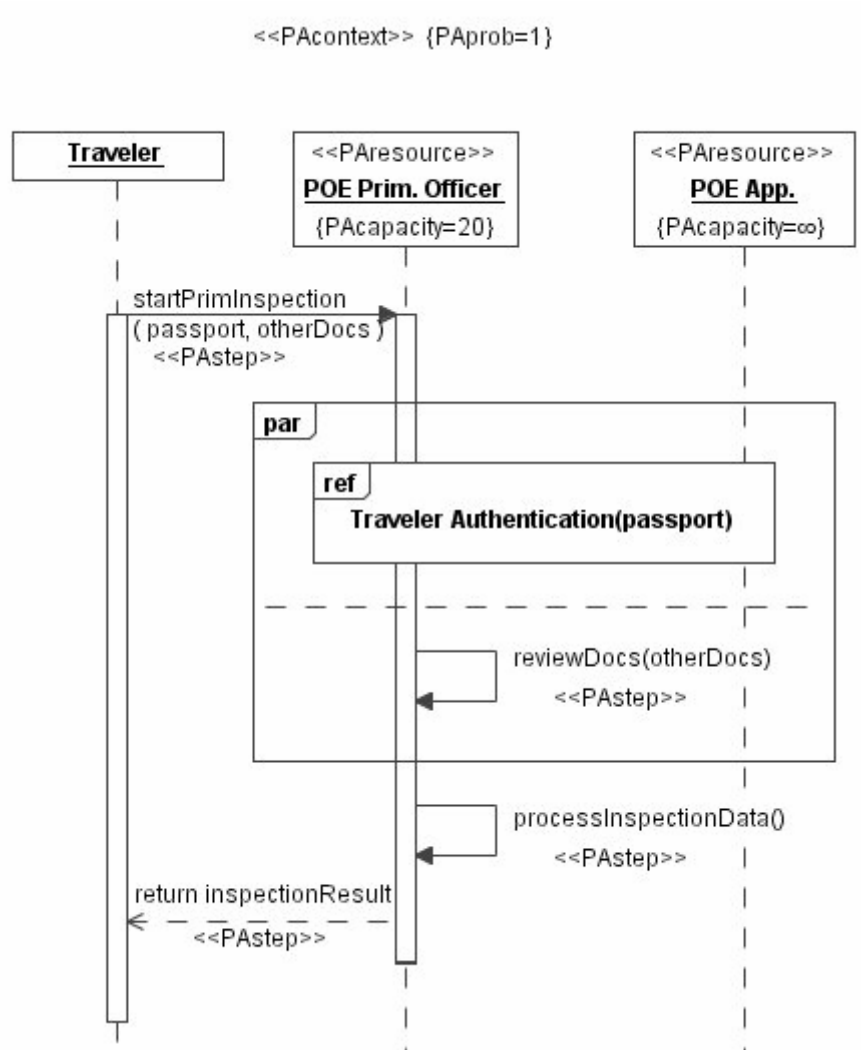 <<PAcontext>> {PAprob=1}
Traveler
<<PAresource>>
POE Prim. Officer
{PAcapacity=20}
<<PAresource>>
POE App.
{PAcapacity=∞}
startPrimInspection
( passport, otherDocs )
<<PAstep>>
par
ref
Traveler Authentication(passport)
reviewDocs(otherDocs)
<<PAstep>>
processInspectionData()
<<PAstep>>
return inspectionResult
<<PAstep>>